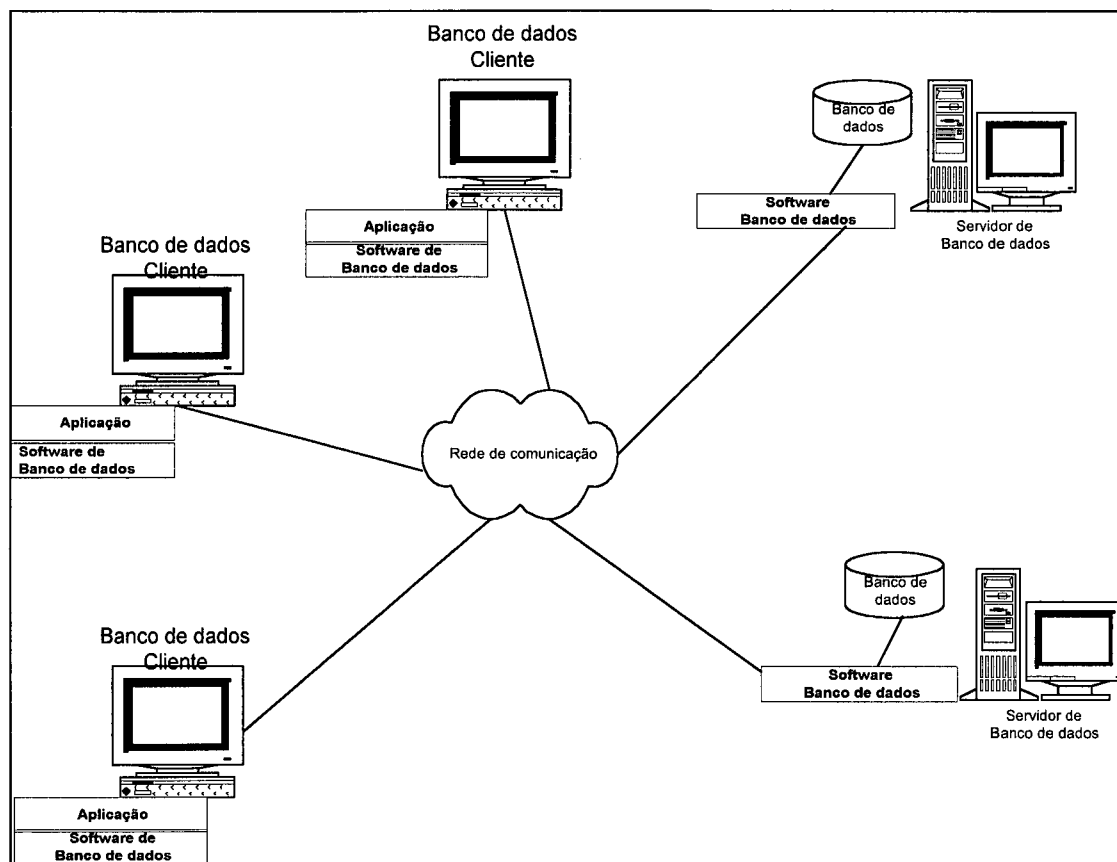 Banco de dados
Cliente
Aplicação
Software de
Banco de dados
Banco de
dados
Software
Banco de dados
Servidor de
Banco de dados
Banco de dados
Cliente
Aplicação
Software de
Banco de dados
Rede de comunicação
Banco de
dados
Software
Banco de dados
Servidor de
Banco de dados
Banco de dados
Cliente
Aplicação
Software de
Banco de dados